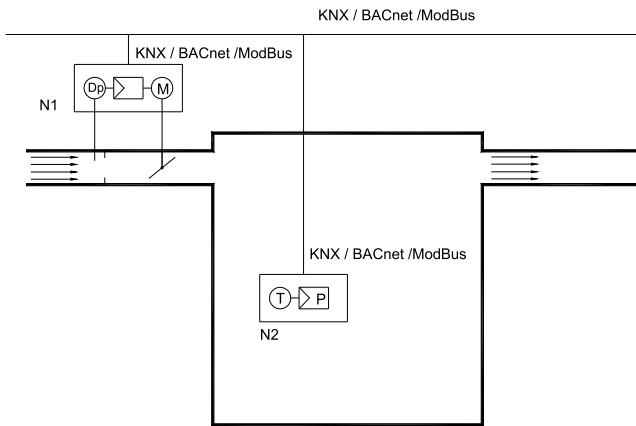 KNX / BACnet /ModBus
KNX / BACnet /ModBus
Dp M
N1
KNX / BACnet /ModBus
T P
N2